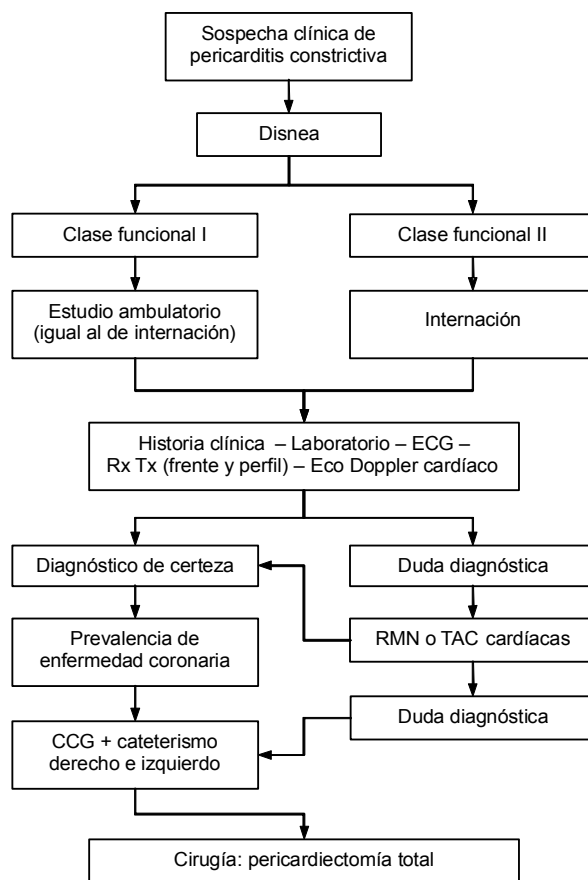 Sospecha clínica de
pericarditis constrictiva
Disnea
Clase funcional I
Clase funcional II
Estudio ambulatorio
(igual al de internación)
Internación
Historia clínica – Laboratorio – ECG –
Rx Tx (frente y perfil) – Eco Doppler cardíaco
Diagnóstico de certeza
Duda diagnóstica
Prevalencia de
enfermedad coronaria
RMN o TAC cardíacas
Duda diagnóstica
CCG + cateterismo
derecho e izquierdo
Cirugía: pericardiectomía total